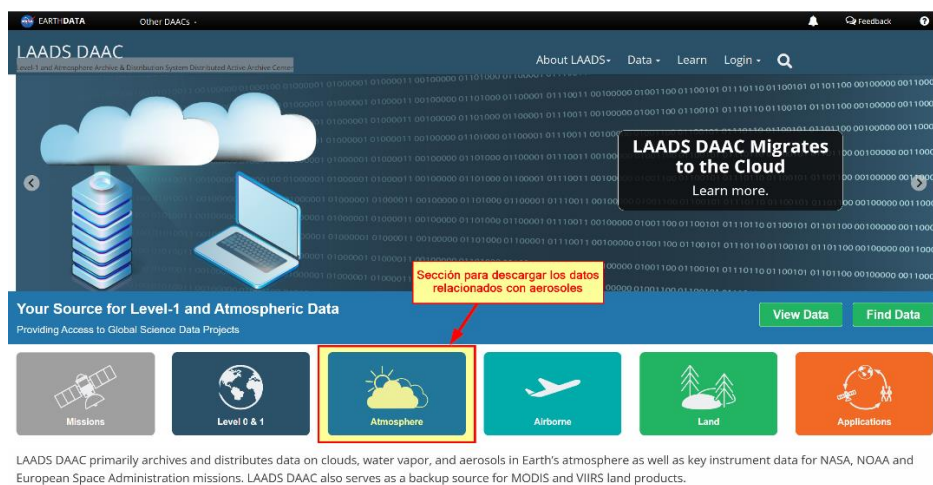 EARTHDATA Other DAACs - Feedback ?
LAADS DAAC
Level-1 and Atmosphere Archive & Distribution System Distributed Active Archive Center
About LAADS- Data - Learn Login -
LAADS DAAC Migrates
to the Cloud
Learn more.
Sección para descargar los datos
relacionados con aerosoles
Your Source for Level-1 and Atmospheric Data
Providing Access to Global Science Data Projects
View Data Find Data
Missions Level 0 & 1 Atmosphere Airborne Land Applications
LAADS DAAC primarily archives and distributes data on clouds, water vapor, and aerosols in Earth's atmosphere as well as key instrument data for NASA, NOAA and
European Space Administration missions. LAADS DAAC also serves as a backup source for MODIS and VIIRS land products.